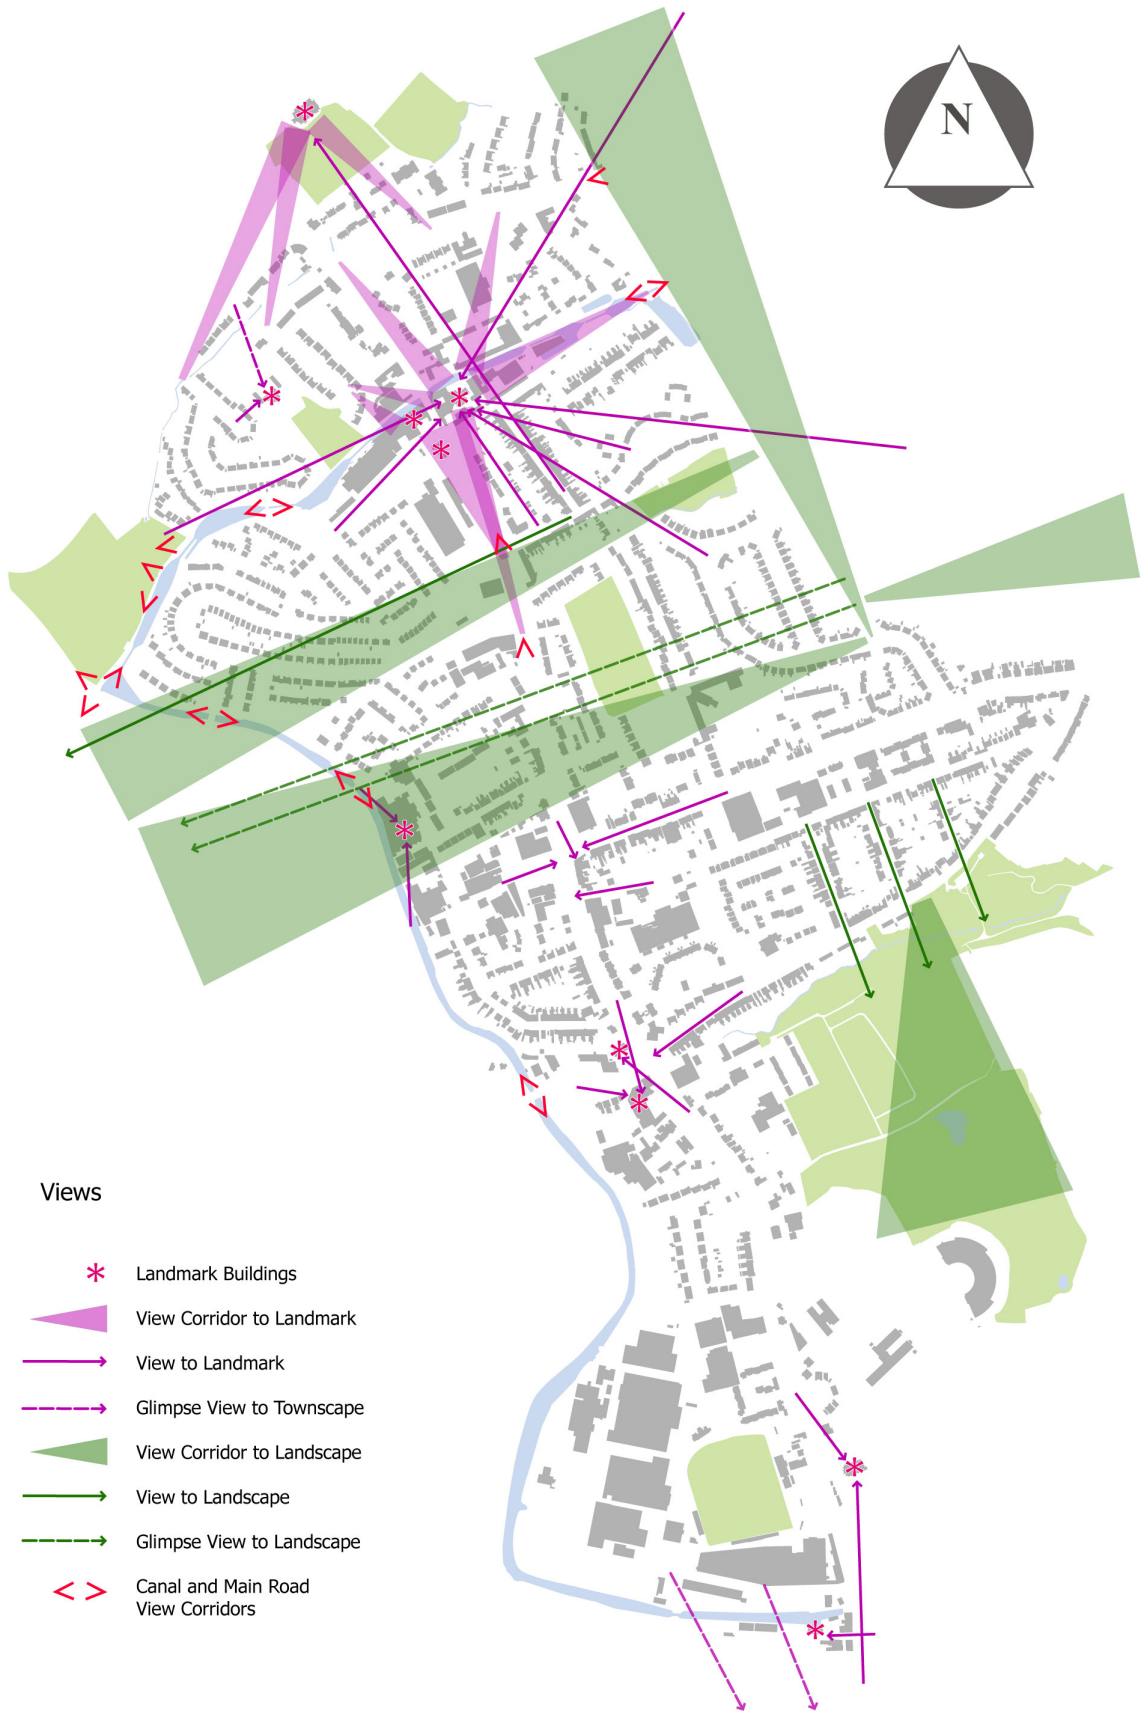 N
Views
Landmark Buildings
View Corridor to Landmark
View to Landmark
Glimpse View to Townscape
View Corridor to Landscape
View to Landscape
Glimpse View to Landscape
Canal and Main Road
View Corridors